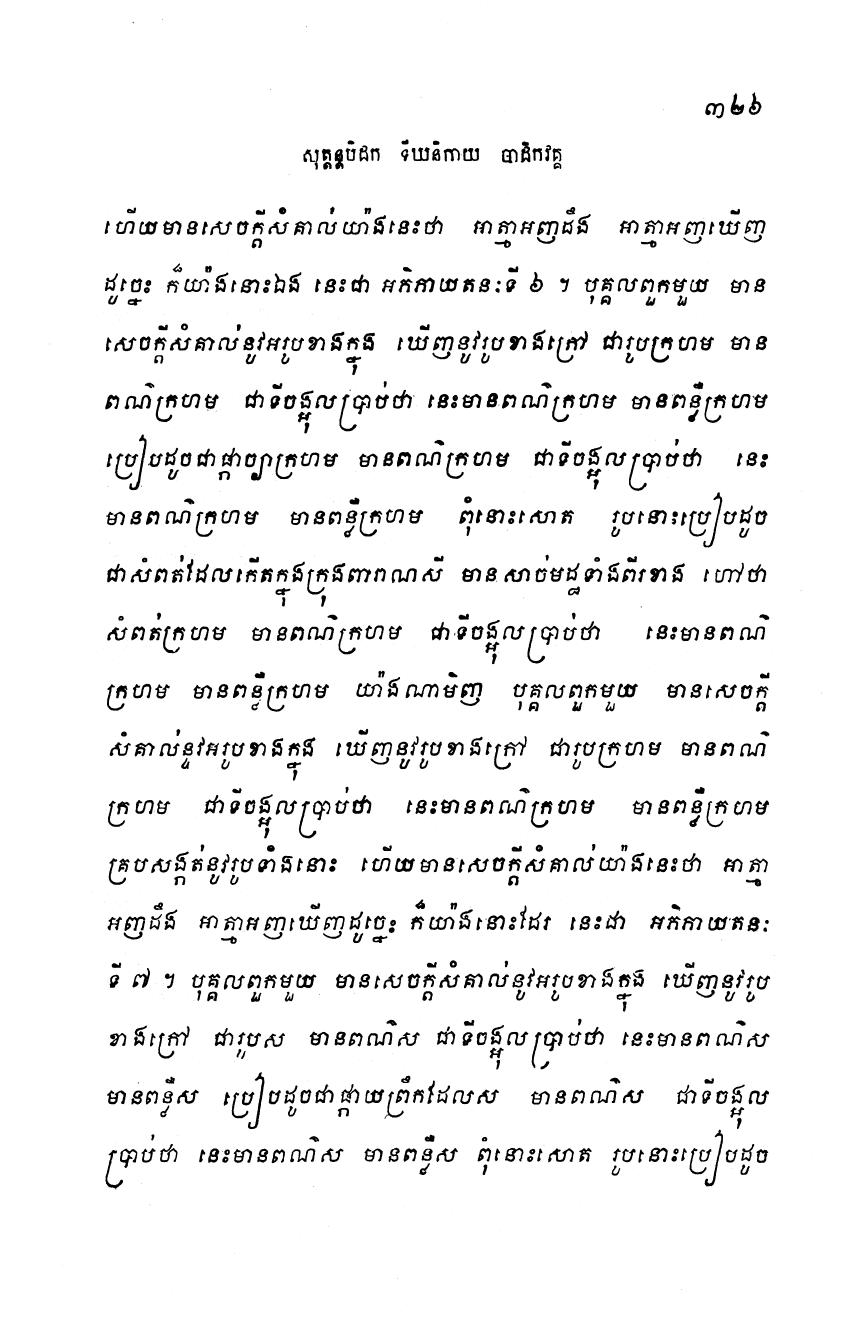 ៣២៦
សុត្តន្តបិដក ទីឃនិកាយ បាដិកវគ្គ
ហើយមានសេចក្តីសំគាល់យ៉ាងនេះថា អាត្មាអញដឹង អាត្មាអញឃើញ
ដូច្នេះ ក៏យ៉ាងនោះឯង នេះជា អភិភាយតនៈទី ៦ ។ បុគ្គលពួកមួយ មាន
សេចក្តីសំគាល់នូវអរូបខាងក្នុង ឃើញនូវរូបខាងក្រៅ ជារូបក្រហម មាន
ពណ៌ក្រហម ជាទីចង្អុលប្រាប់ថា នេះមានពណ៌ក្រហម មានពន្លឺក្រហម
ប្រៀបដូចជាផ្កាច្បាក្រហម មានពណ៌ក្រហម ជាទីចង្អុលប្រាប់ថា នេះ
មានពណ៌ក្រហម មានពន្លឺក្រហម ពុំនោះសោត រូបនោះប្រៀបដូច
ជាសំពត់ដែលកើតក្នុងក្រុងពារាណសី មានសាច់មដ្ឋទាំងពីរខាង ហៅថា
សំពត់ក្រហម មានពណ៌ក្រហម ជាទីចង្អុលប្រាប់ថា នេះមានពណ៌
ក្រហម មានពន្លឺក្រហម យ៉ាងណាមិញ បុគ្គលពួកមួយ មានសេចក្តី
សំគាល់នូវអរូបខាងក្នុង ឃើញនូវរូបខាងក្រៅ ជារូបក្រហម មានពណ៌
ក្រហម ជាទីចង្អុលប្រាប់ថា នេះមានពណ៌ក្រហម មានពន្លឺក្រហម
គ្របសង្កត់នូវរូបទាំងនោះ ហើយមានសេចក្តីសំគាល់យ៉ាងនេះថា អាត្មា
អញដឹង អាត្មាអញឃើញដូច្នេះ ក៏យ៉ាងនោះដែរ នេះជា អភិភាយតនៈ
ទី ៧ ។ បុគ្គលពួកមួយ មានសេចក្តីសំគាល់នូវអរូបខាងក្នុង ឃើញនូវរូប
ខាងក្រៅ ជារូបស មានពណ៌ស ជាទីចង្អុលប្រាប់ថា នេះមានពណ៌ស
មានពន្លឺស ប្រៀបដូចជាផ្កាយព្រឹកដែលស មានពណ៌ស ជាទីចង្អុល
ប្រាប់ថា នេះមានពណ៌ស មានពន្លឺស ពុំនោះសោត រូបនោះប្រៀបដូច